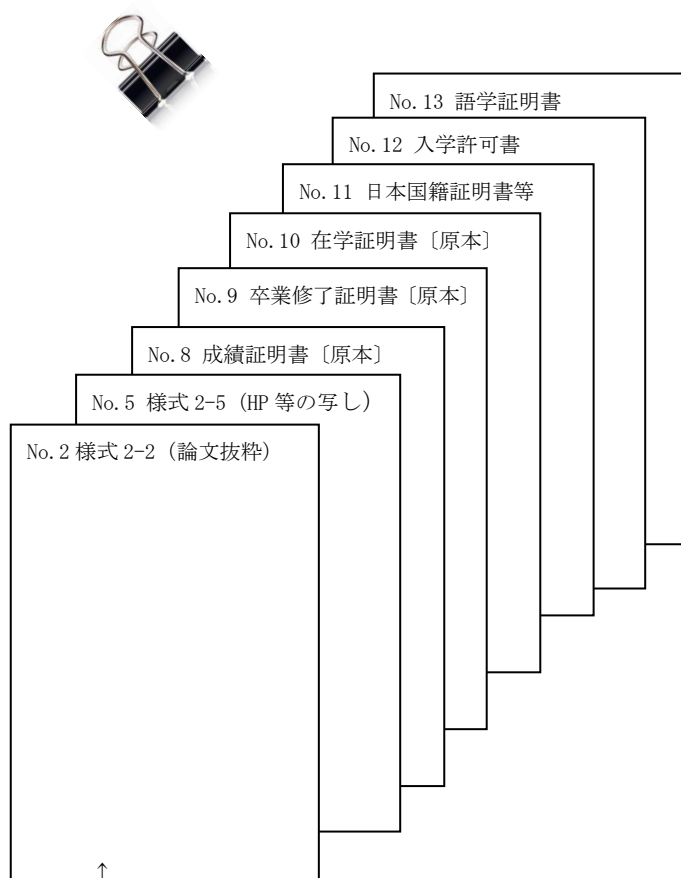 No.13 語学証明書
No.12 入学許可書
No.11 日本国籍証明書等
No.10 在学証明書〔原本〕
No.9 卒業修了証明書〔原本〕
No.8 成績証明書〔原本〕
No.5 様式2-5（HP等の写し）
No.2様式2-2（論文抜粋）
↑